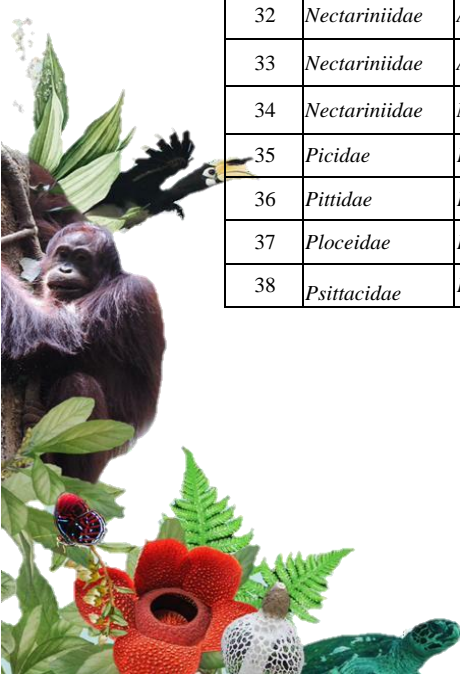 32 Nectariniidae
33 Nectariniidae
34 Nectariniidae
35 Picidae
36 Pittidae
37 Ploceidae
38 Psittacidae